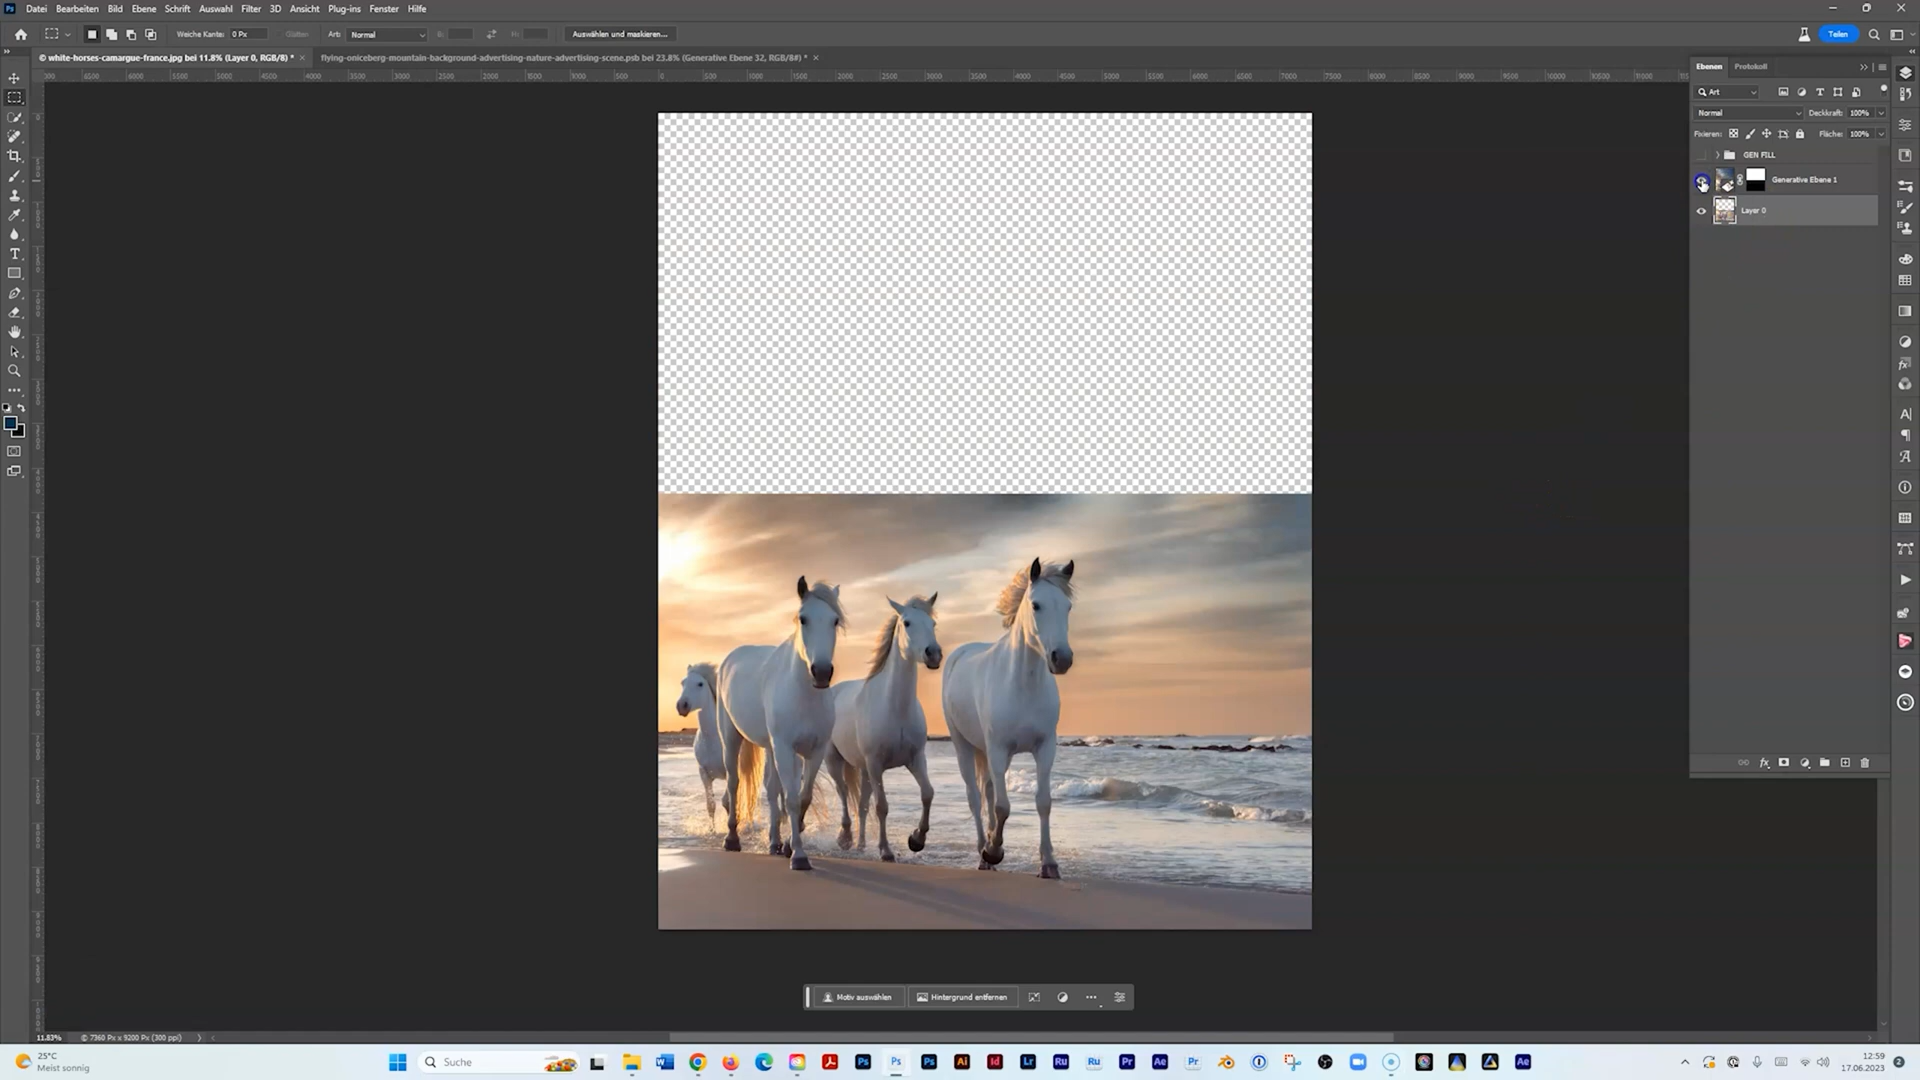 Ps Datei Bearbeiten Bild Ebene Schrift Auswahl Filter 3D Ansicht Plug-ins Fenster Hilfe
Weiche Kante: 0 Px Glätten Art: Normal B: H: Auswählen und maskieren... Teilen
© white-horses-camargue-france.jpg bei 11.8% (Layer 0, RGB/8) * × flying-oniceberg-mountain-background-advertising-nature-advertising-scene.psb bei 23.8% (Generative Ebene 32, RGB/8#) * ×
Ebenen Protokoll
Art
Normal Deckkraft: 100%
Fixieren: Fläche: 100%
GEN FILL
Generative Ebene 1
Layer 0
Motiv auswählen Hintergrund entfernen ...
11.83% © 7360 Px x 9200 Px (300 ppi)
25°C
Meist sonnig
Suche
12:59
17.06.2023